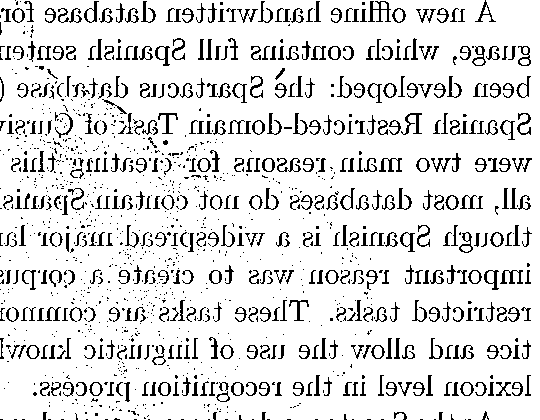 A new offline handwritten database for
guage, which contains full Spanish senten
been developed: the Spartacus database (
Spanish Restricted-domain Task of Cursiv
were two main reasons for creating this
all, most databases do not contain Spanis
though Spanish is a widespread major la
important reason was to create a corpus
restricted tasks. These tasks are common
tice and allow the use of linguistic knowl
lexicon level in the recognition process.